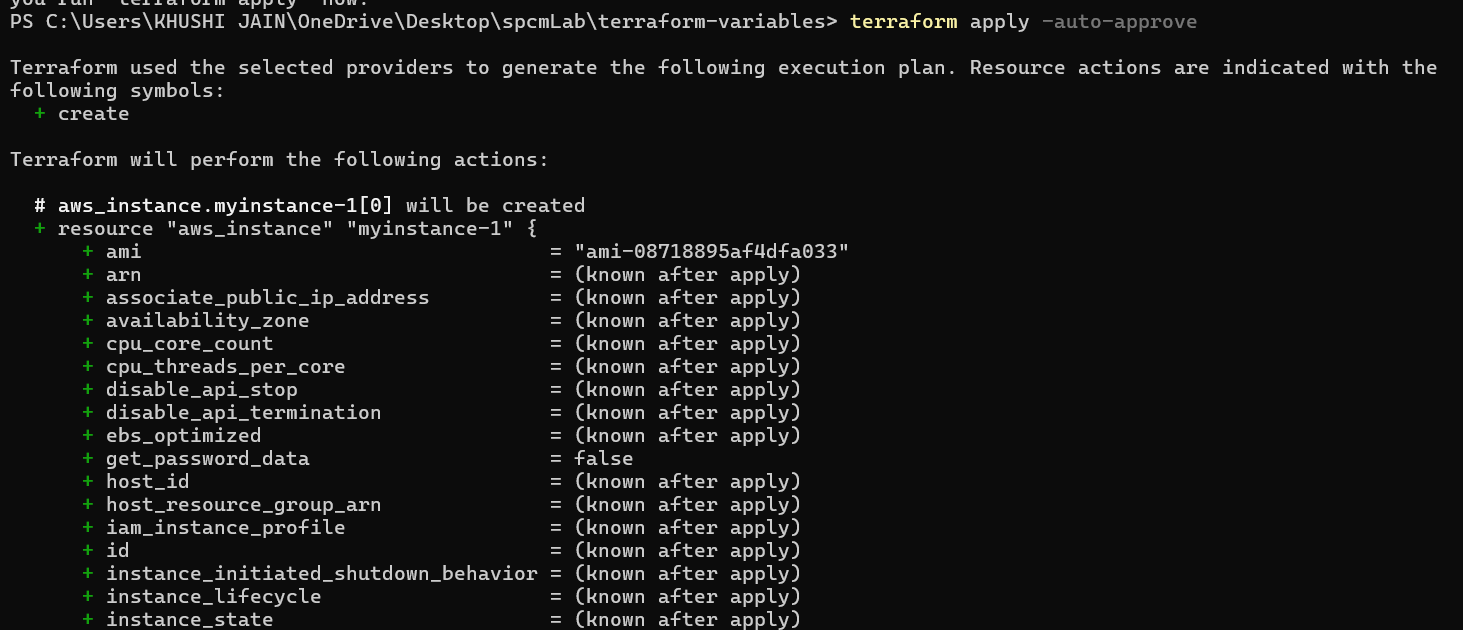 you run "terraform apply" now.
PS C:\Users\KHUSHI JAIN\OneDrive\Desktop\spcmLab\terraform-variables> terraform apply -auto-approve
Terraform used the selected providers to generate the following execution plan. Resource actions are indicated with the
following symbols:
+ create
Terraform will perform the following actions:
# aws_instance.myinstance-1[0] will be created
+ resource "aws_instance" "myinstance-1" {
+ ami = "ami-08718895af4dfa033"
+ arn = (known after apply)
+ associate_public_ip_address = (known after apply)
+ availability_zone = (known after apply)
+ cpu_core_count = (known after apply)
+ cpu_threads_per_core = (known after apply)
+ disable_api_stop = (known after apply)
+ disable_api_termination = (known after apply)
+ ebs_optimized = (known after apply)
+ get_password_data = false
+ host_id = (known after apply)
+ host_resource_group_arn = (known after apply)
+ iam_instance_profile = (known after apply)
+ id = (known after apply)
+ instance_initiated_shutdown_behavior = (known after apply)
+ instance_lifecycle = (known after apply)
+ instance_state = (known after apply)